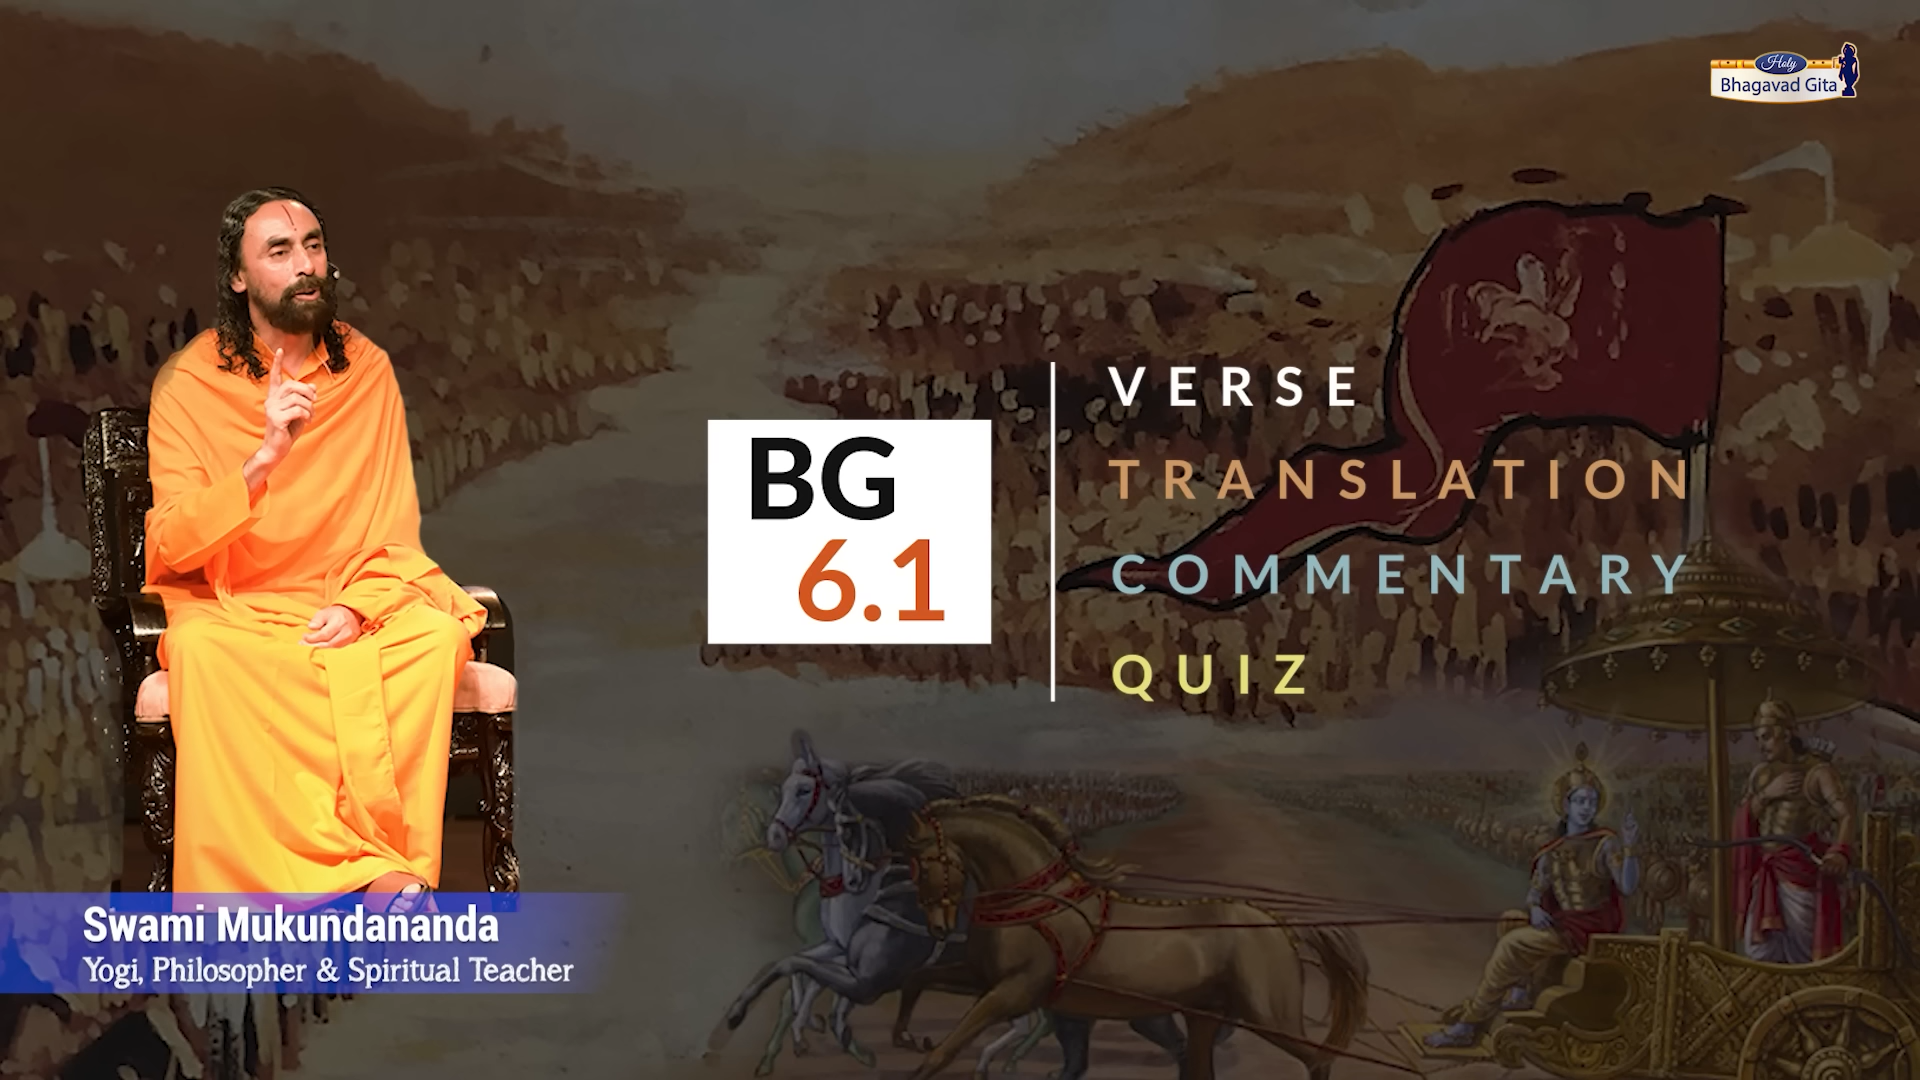 Holy
Bhagavad Gita
BG
6.1
VERSE
TRANSLATION
COMMENTARY
QUIZ
Swami Mukundananda
Yogi, Philosopher & Spiritual Teacher